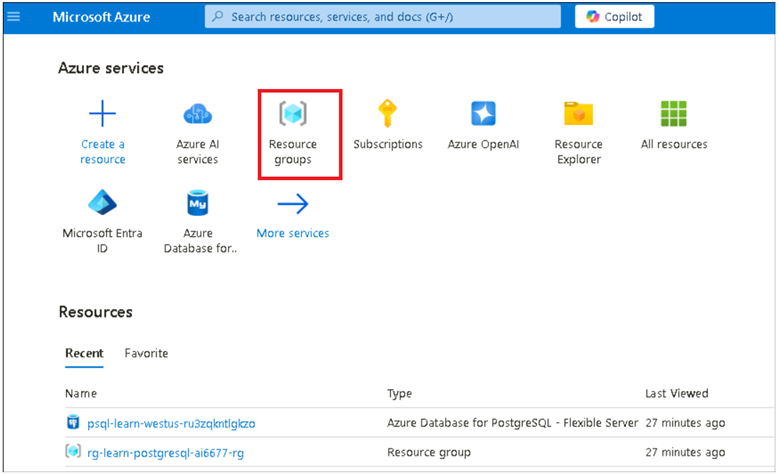 Microsoft Azure
Search resources, services, and docs (G+/)
Copilot
Azure services
Create a resource
Azure AI services
Resource groups
Subscriptions
Azure OpenAI
Resource Explorer
All resources
Microsoft Entra ID
My
Azure Database for..
More services
Resources
Recent Favorite
Name Type Last Viewed
psql-learn-westus-ru3zqkntlgkzo Azure Database for PostgreSQL - Flexible Server 27 minutes ago
rg-learn-postgresql-ai6677-rg Resource group 27 minutes ago